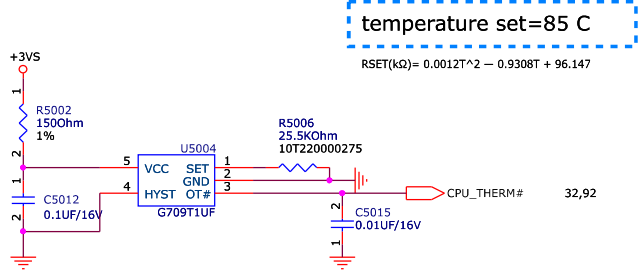 temperature set=85 C
+3VS
RSET(kΩ)= 0.0012T^2 − 0.9308T + 96.147
1
R5002
150Ohm
1%
2
R5006
25.5KOhm
10T220000275
U5004
5
VCC
SET
1
GND
2
4
HYST
OT#
3
G709T1UF
1
C5012
0.1UF/16V
2
CPU_THERM#
32,92
2
C5015
0.01UF/16V
1